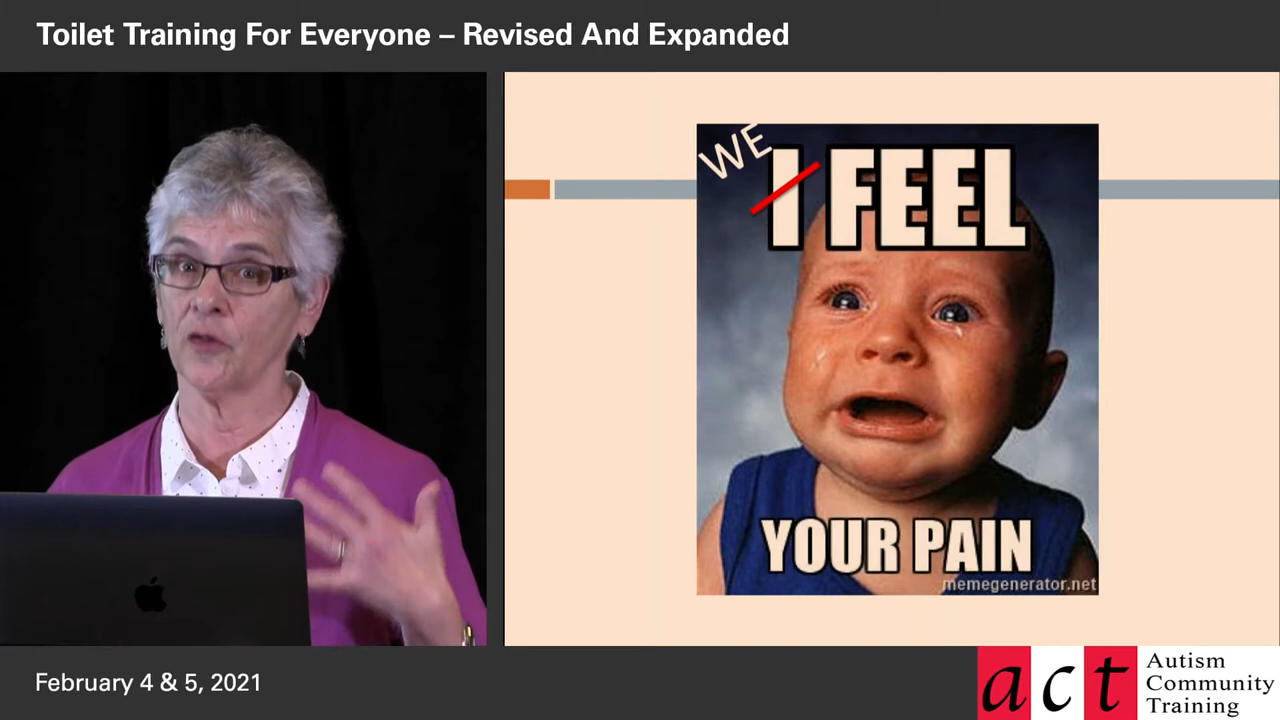 Toilet Training For Everyone – Revised And Expanded
WE
I FEEL
YOUR PAIN
memegenerator.net
February 4 & 5, 2021
act
Autism
Community
Training